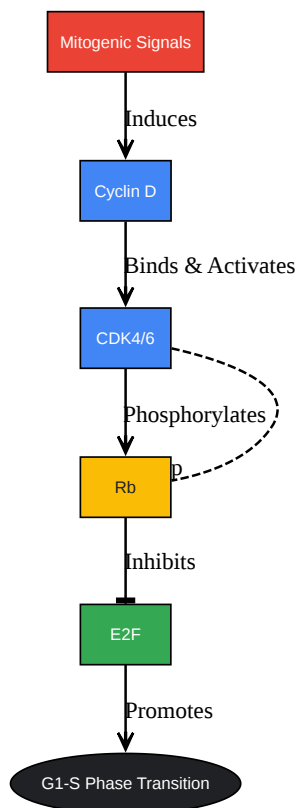 Mitogenic Signals
Induces
Cyclin D
Binds & Activates
CDK4/6
Phosphorylates
p
Rb
Inhibits
E2F
Promotes
G1-S Phase Transition